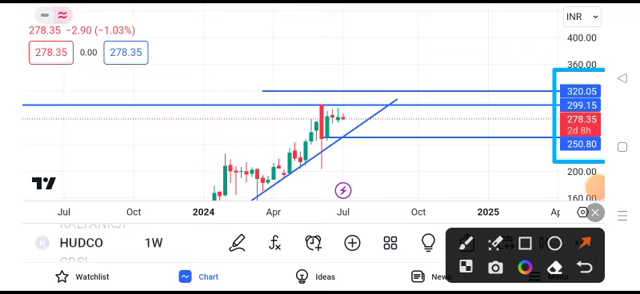 278.35 −2.90 (−1.03%)
278.35 0.00 278.35
INR
400.00
360.00
320.05
299.15
278.35
2d 8h
250.80
200.00
160.00
Jul Oct 2024 Apr Jul Oct 2025
HUDCO 1W
Watchlist Chart Ideas News